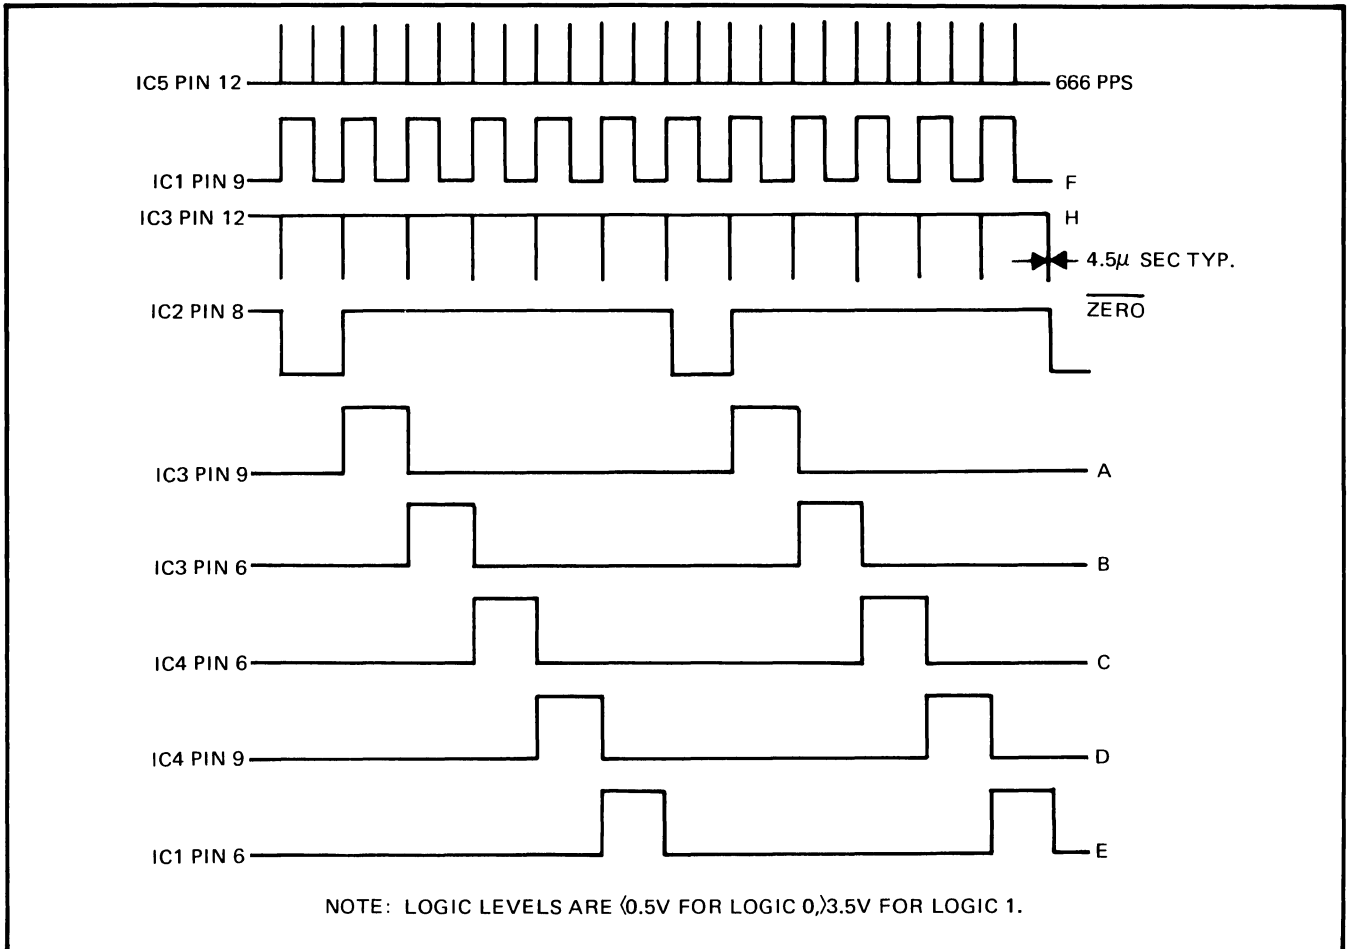 IC5 PIN 12 666 PPS
IC1 PIN 9 F
IC3 PIN 12 H
4.5μ SEC TYP.
IC2 PIN 8 ZERO
IC3 PIN 9 A
IC3 PIN 6 B
IC4 PIN 6 C
IC4 PIN 9 D
IC1 PIN 6 E
NOTE: LOGIC LEVELS ARE ⟨0.5V FOR LOGIC 0,⟩3.5V FOR LOGIC 1.